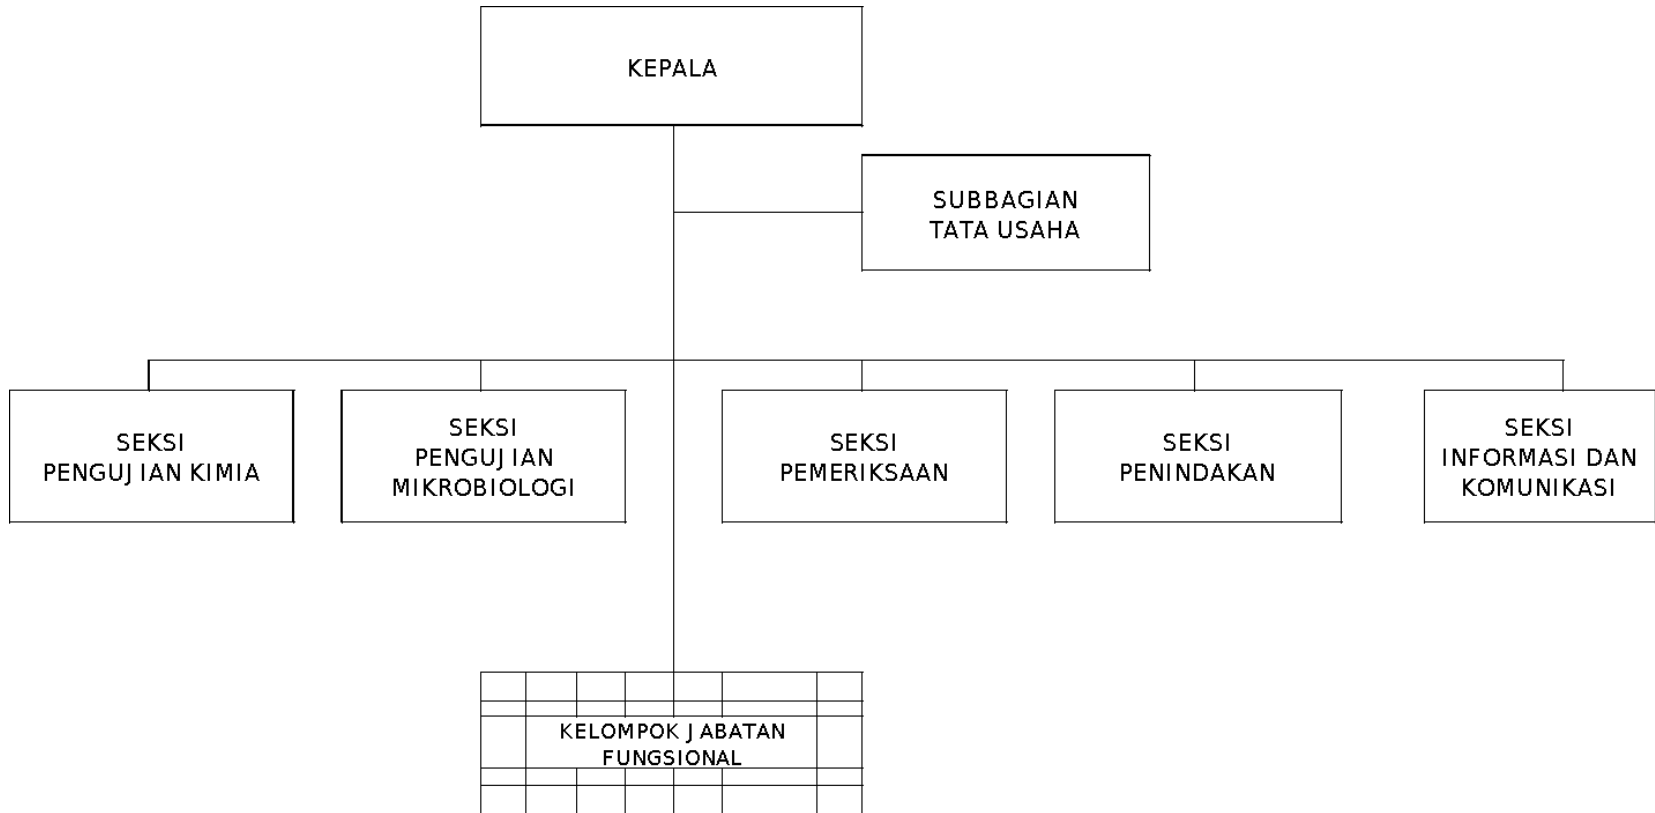 KEPALA
SUBBAGIAN
TATA USAHA
SEKSI
PENGUJIAN KIMIA
SEKSI
PENGUJIAN
MIKROBIOLOGI
SEKSI
PEMERIKSAAN
SEKSI
PENINDAKAN
SEKSI
INFORMASI DAN
KOMUNIKASI
KELOMPOK JABATAN
FUNGSIONAL